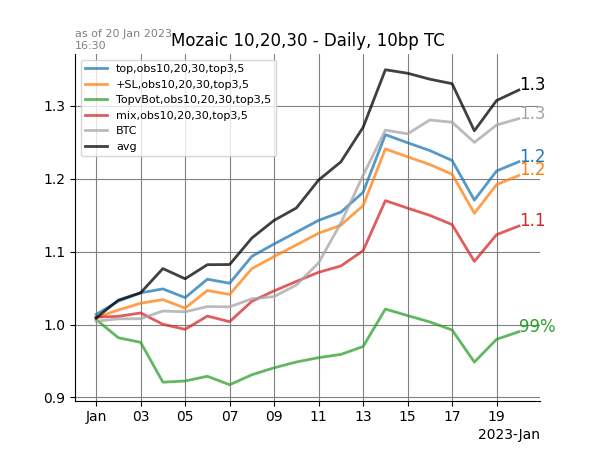 as of 20 Jan 2023
16:30
Mozaic 10,20,30 - Daily, 10bp TC
top,obs10,20,30,top3,5
+SL,obs10,20,30,top3,5
TopvBot,obs10,20,30,top3,5
mix,obs10,20,30,top3,5
BTC
avg
1.3
1.2
1.1
1.0
0.9
1.3
1.3
1.2
1.2
1.1
99%
Jan 03 05 07 09 11 13 15 17 19
2023-Jan